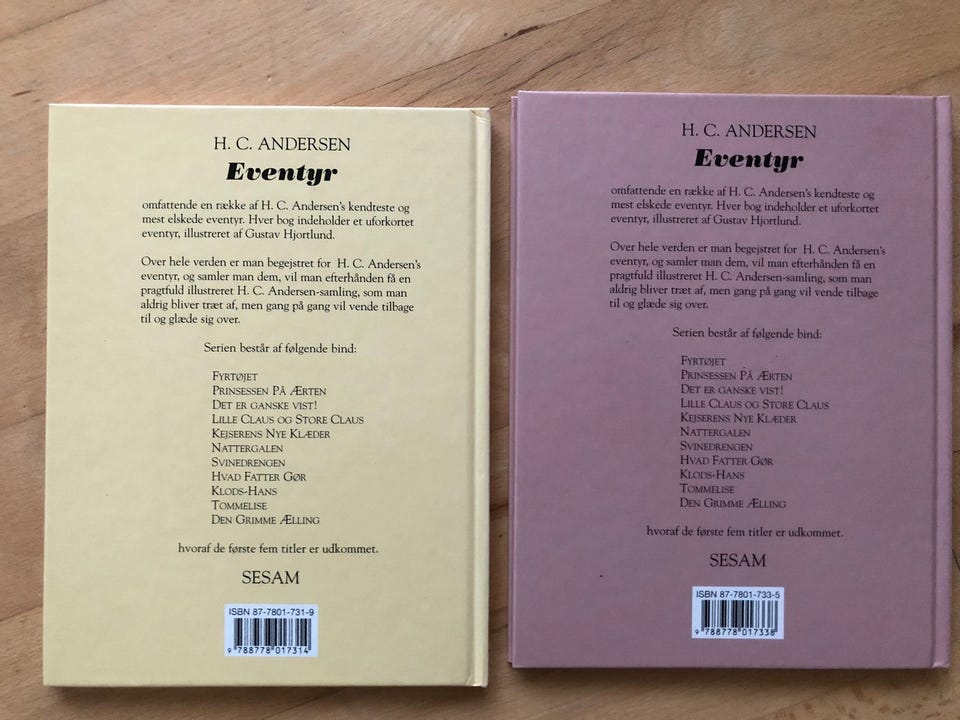 H. C. ANDERSEN
Eventyr
omfattende en række af H. C. Andersen's kendteste og
mest elskede eventyr. Hver bog indeholder et uforkortet
eventyr, illustreret af Gustav Hjortlund.
Over hele verden er man begejstret for H. C. Andersen's
eventyr, og samler man dem, vil man efterhånden få en
pragtfuld illustreret H. C. Andersen-samling, som man
aldrig bliver træt af, men gang på gang vil vende tilbage
til og glæde sig over.
Serien består af følgende bind:
FYRTØJET
PRINSESSEN PÅ ÆRTEN
DET ER GANSKE VIST!
LILLE CLAUS OG STORE CLAUS
KEJSERENS NYE KLÆDER
NATTERGALEN
SVINEDRENGEN
HVAD FATTER GØR
KLODS-HANS
TOMMELISE
DEN GRIMME ÆLLING
hvoraf de første fem titler er udkommet.
SESAM
ISBN 87-7801-731-9
9 788778 017314
H. C. ANDERSEN
Eventyr
omfattende en række af H. C. Andersen's kendteste og
mest elskede eventyr. Hver bog indeholder et uforkortet
eventyr, illustreret af Gustav Hjortlund.
Over hele verden er man begejstret for H. C. Andersen's
eventyr, og samler man dem, vil man efterhånden få en
pragtfuld illustreret H. C. Andersen-samling, som man
aldrig bliver træt af, men gang på gang vil vende tilbage
til og glæde sig over.
Serien består af følgende bind:
FYRTØJET
PRINSESSEN PÅ ÆRTEN
DET ER GANSKE VIST!
LILLE CLAUS OG STORE CLAUS
KEJSERENS NYE KLÆDER
NATTERGALEN
SVINEDRENGEN
HVAD FATTER GØR
KLODS-HANS
TOMMELISE
DEN GRIMME ÆLLING
hvoraf de første fem titler er udkommet.
SESAM
ISBN 87-7801-733-5
9 788778 017338